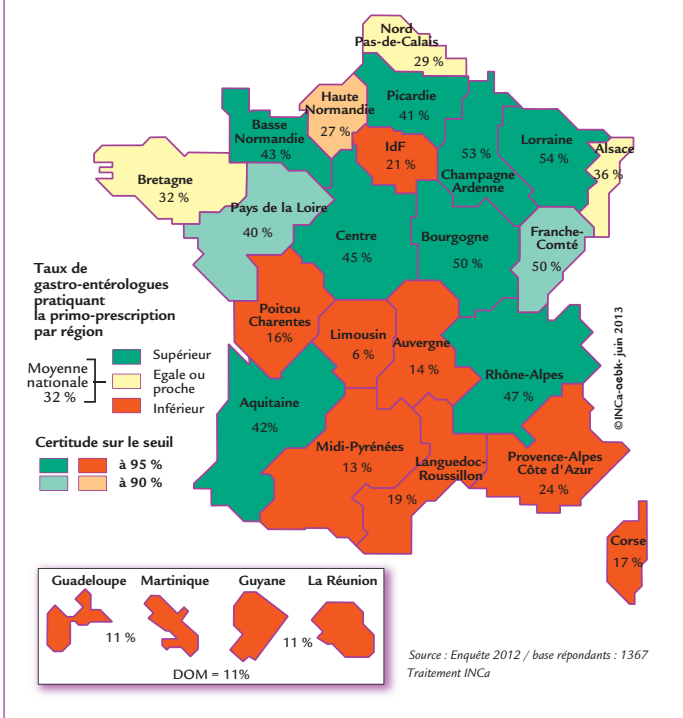 Nord
Pas-de-Calais
29 %
Haute
Normandie
27 %
Picardie
41 %
Basse
Normandie
43 %
IdF
21 %
53 %
Champagne
Ardenne
Lorraine
54 %
Alsace
36 %
Bretagne
32 %
Pays de la Loire
40 %
Centre
45 %
Bourgogne
50 %
Franche-
Comté
50 %
Taux de
gastro-entérologues
pratiquant
la primo-prescription
par région
Moyenne
nationale
32 %
Supérieur
Egale ou
proche
Inférieur
Certitude sur le seuil
à 95 %
à 90 %
Poitou
Charentes
16%
Limousin
6 %
Auvergne
14 %
Rhône-Alpes
47 %
Aquitaine
42%
Midi-Pyrénées
13 %
Languedoc-
Roussillon
19 %
Provence-Alpes
Côte d'Azur
24 %
Corse
17 %
juin 2013
Guadeloupe
Martinique
Guyane
La Réunion
11 %
11 %
DOM = 11%
Source : Enquête 2012 / base répondants : 1367
Traitement INCa